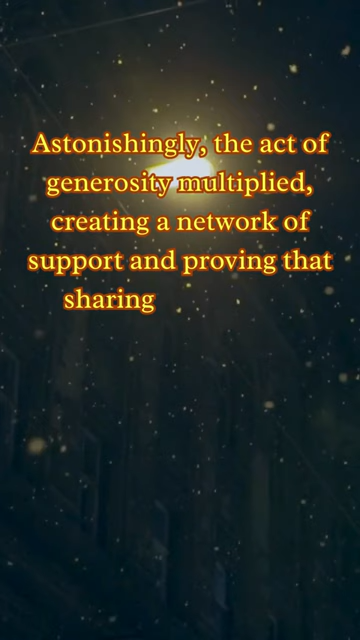 Astonishingly, the act of
generosity multiplied,
creating a network of
support and proving that
sharing